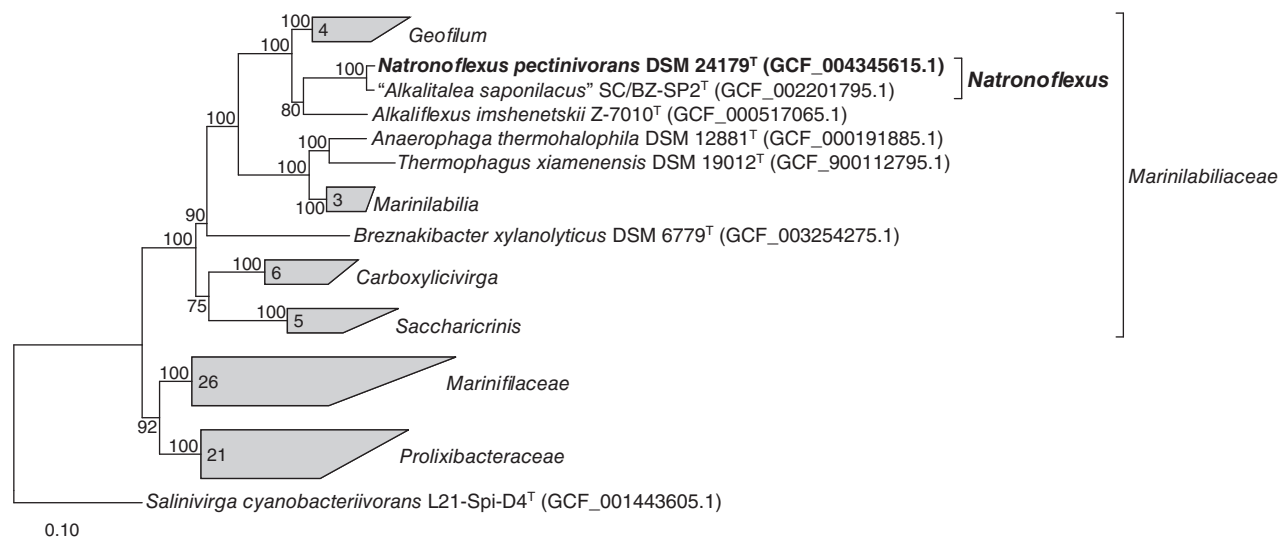 100
4
Geofilum
100
100
Natronoflexus pectinivorans DSM 24179ᵀ (GCF_004345615.1)
Natronoflexus
“Alkalitalea saponilacus” SC/BZ-SP2ᵀ (GCF_002201795.1)
80
Alkaliflexus imshenetskii Z-7010ᵀ (GCF_000517065.1)
100
100
Anaerophaga thermohalophila DSM 12881ᵀ (GCF_000191885.1)
100
Thermophagus xiamenensis DSM 19012ᵀ (GCF_900112795.1)
Marinilabiliaceae
100
3
Marinilabilia
90
Breznakibacter xylanolyticus DSM 6779ᵀ (GCF_003254275.1)
100
100
6
Carboxylicivirga
75
100
5
Saccharicrinis
100
26
Marinifilaceae
92
100
21
Prolixibacteraceae
Salinivirga cyanobacteriivorans L21-Spi-D4ᵀ (GCF_001443605.1)
0.10